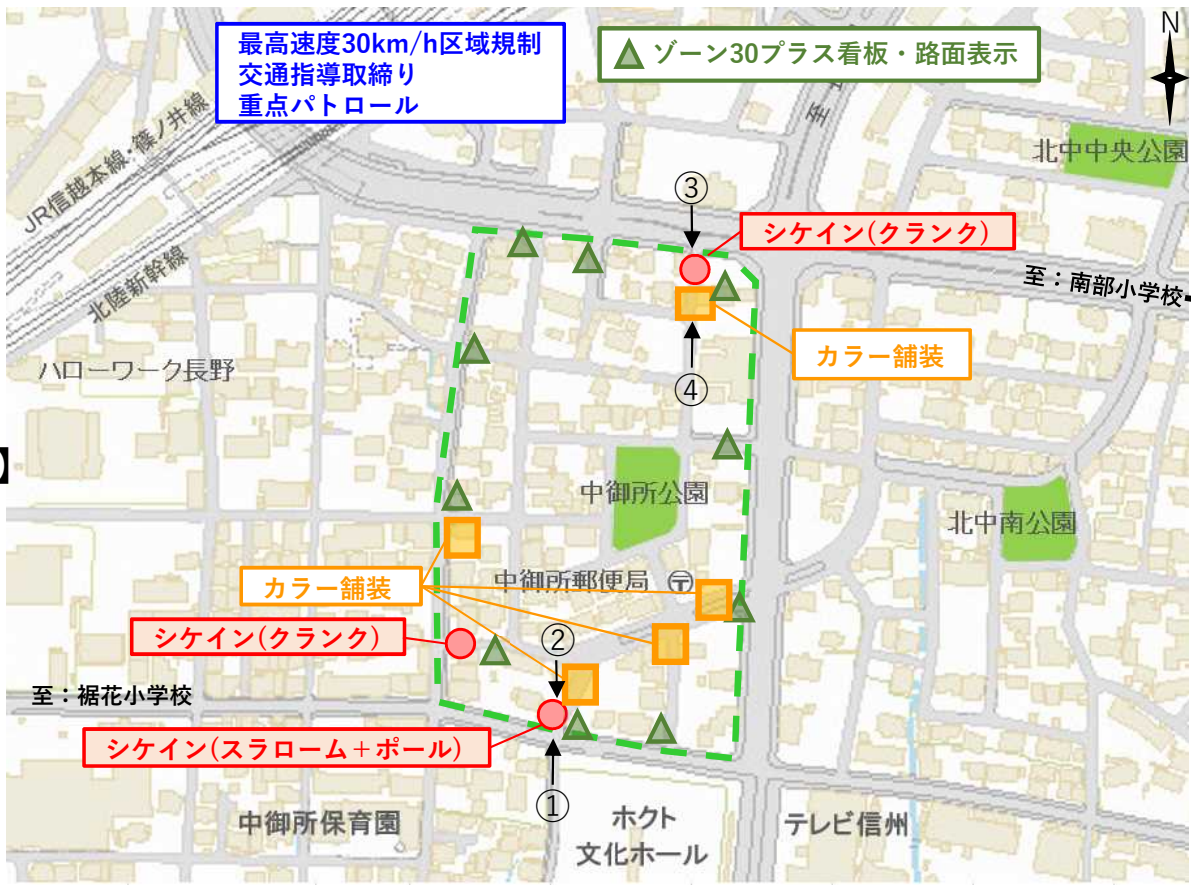 最高速度30km/h区域規制
交通指導取締り
重点パトロール
ゾーン30プラス看板・路面表示
N
至:
JR信越本線・篠ノ井線
北中中央公園
③
シケイン(クランク)
北陸新幹線
至:南部小学校
カラー舗装
ハローワーク長野
④
】
中御所公園
北中南公園
カラー舗装
中御所郵便局 〒
シケイン(クランク)
②
至:裾花小学校
シケイン(スラローム+ポール)
①
中御所保育園
ホクト
文化ホール
テレビ信州